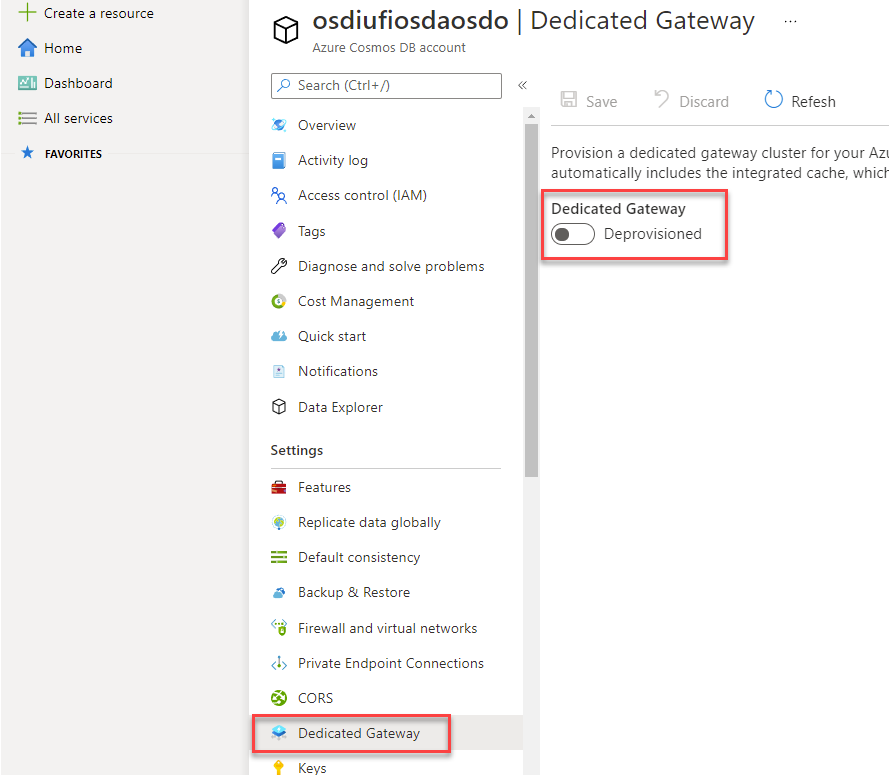 Create a resource
Home
Dashboard
All services
FAVORITES
osdiufiosdaosdo | Dedicated Gateway ...
Azure Cosmos DB account
Search (Ctrl+/)
«
Overview
Activity log
Access control (IAM)
Tags
Diagnose and solve problems
Cost Management
Quick start
Notifications
Data Explorer
Settings
Features
Replicate data globally
Default consistency
Backup & Restore
Firewall and virtual networks
Private Endpoint Connections
CORS
Dedicated Gateway
Keys
Save Discard Refesh
Provision a dedicated gateway cluster for your Azu
automatically includes the integrated cache, which
Dedicated Gateway
Deprovisioned